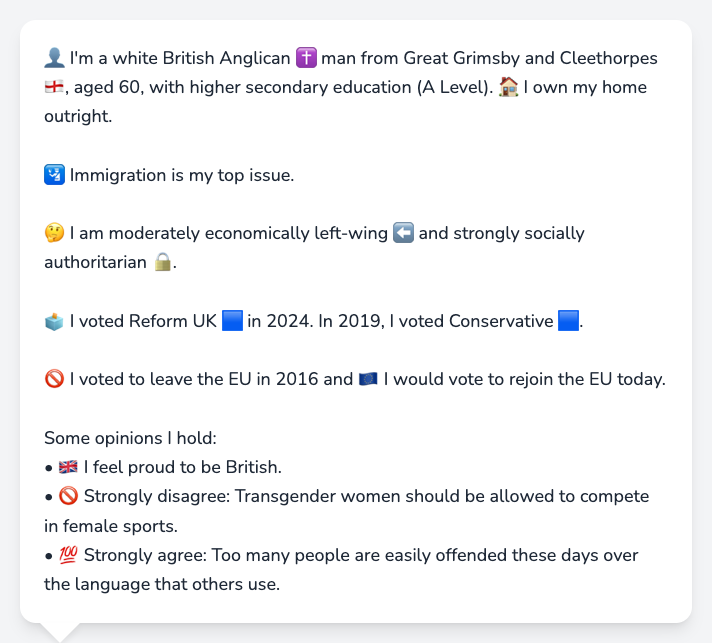 👤 I'm a white British Anglican ✝️ man from Great Grimsby and Cleethorpes
🏴󠁧󠁢󠁥󠁮󠁧󠁿, aged 60, with higher secondary education (A Level). 🏠 I own my home
outright.
🛂 Immigration is my top issue.
🤔 I am moderately economically left-wing ⬅️ and strongly socially
authoritarian 🔒.
🗳️ I voted Reform UK 🟦 in 2024. In 2019, I voted Conservative 🟦.
🚫 I voted to leave the EU in 2016 and 🇪🇺 I would vote to rejoin the EU today.
Some opinions I hold:
• 🇬🇧 I feel proud to be British.
• 🚫 Strongly disagree: Transgender women should be allowed to compete
in female sports.
• 💯 Strongly agree: Too many people are easily offended these days over
the language that others use.